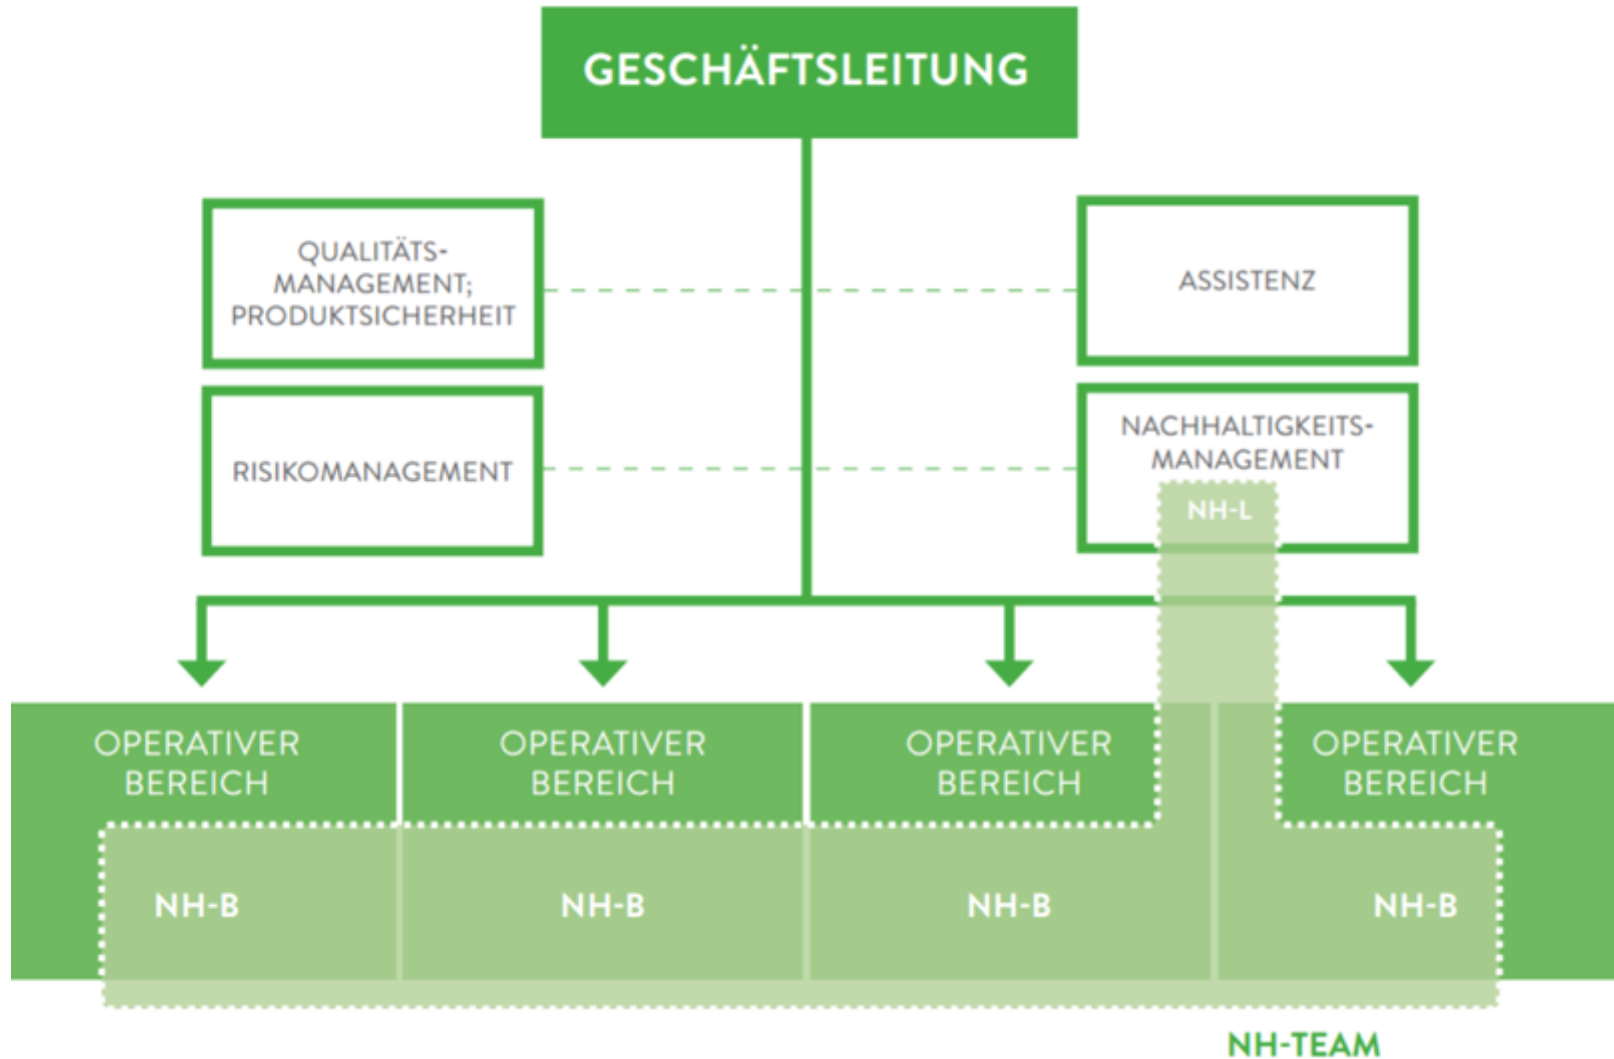 GESCHÄFTSLEITUNG
QUALITÄTS-
MANAGEMENT;
PRODUKTSICHERHEIT
ASSISTENZ
RISIKOMANAGEMENT
NACHHALTIGKEITS-
MANAGEMENT
NH-L
OPERATIVER
BEREICH
OPERATIVER
BEREICH
OPERATIVER
BEREICH
OPERATIVER
BEREICH
NH-B
NH-B
NH-B
NH-B
NH-TEAM